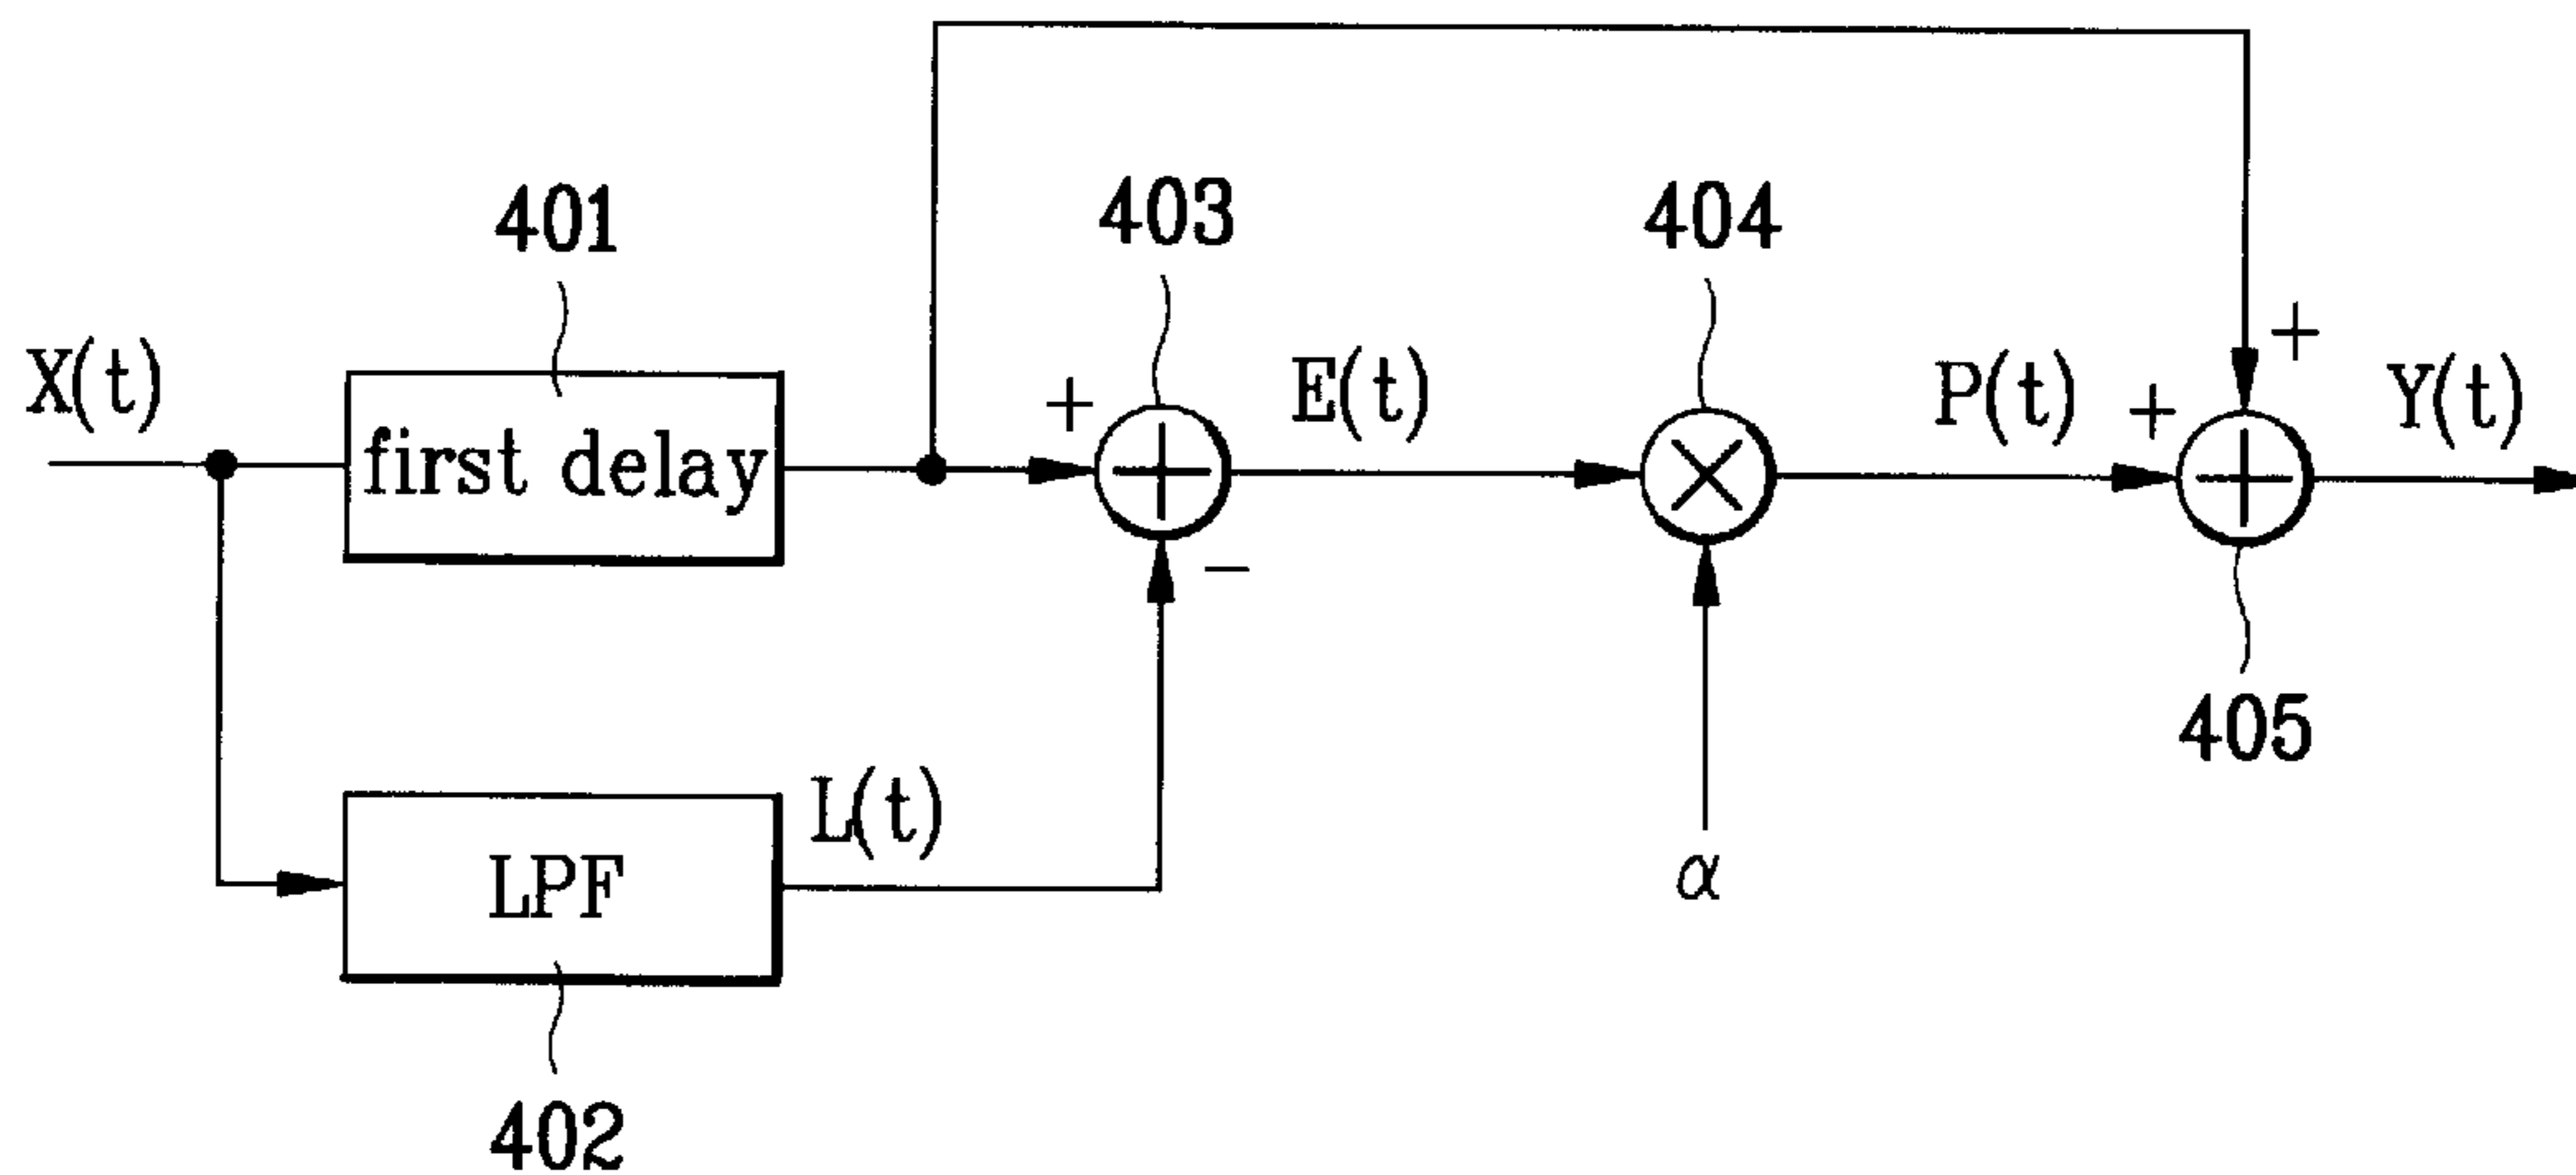 401
403
404
X(t)
first delay
+
E(t)
P(t)
+
+
Y(t)
−
405
L(t)
LPF
α
402